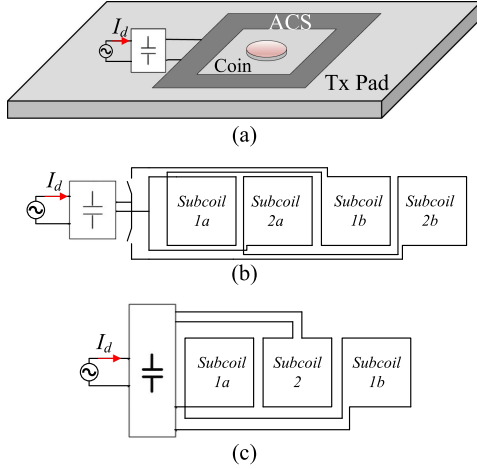 I_d
ACS
Coin
Tx Pad
(a)
I_d
Subcoil
1a
Subcoil
2a
Subcoil
1b
Subcoil
2b
(b)
I_d
Subcoil
1a
Subcoil
2
Subcoil
1b
(c)